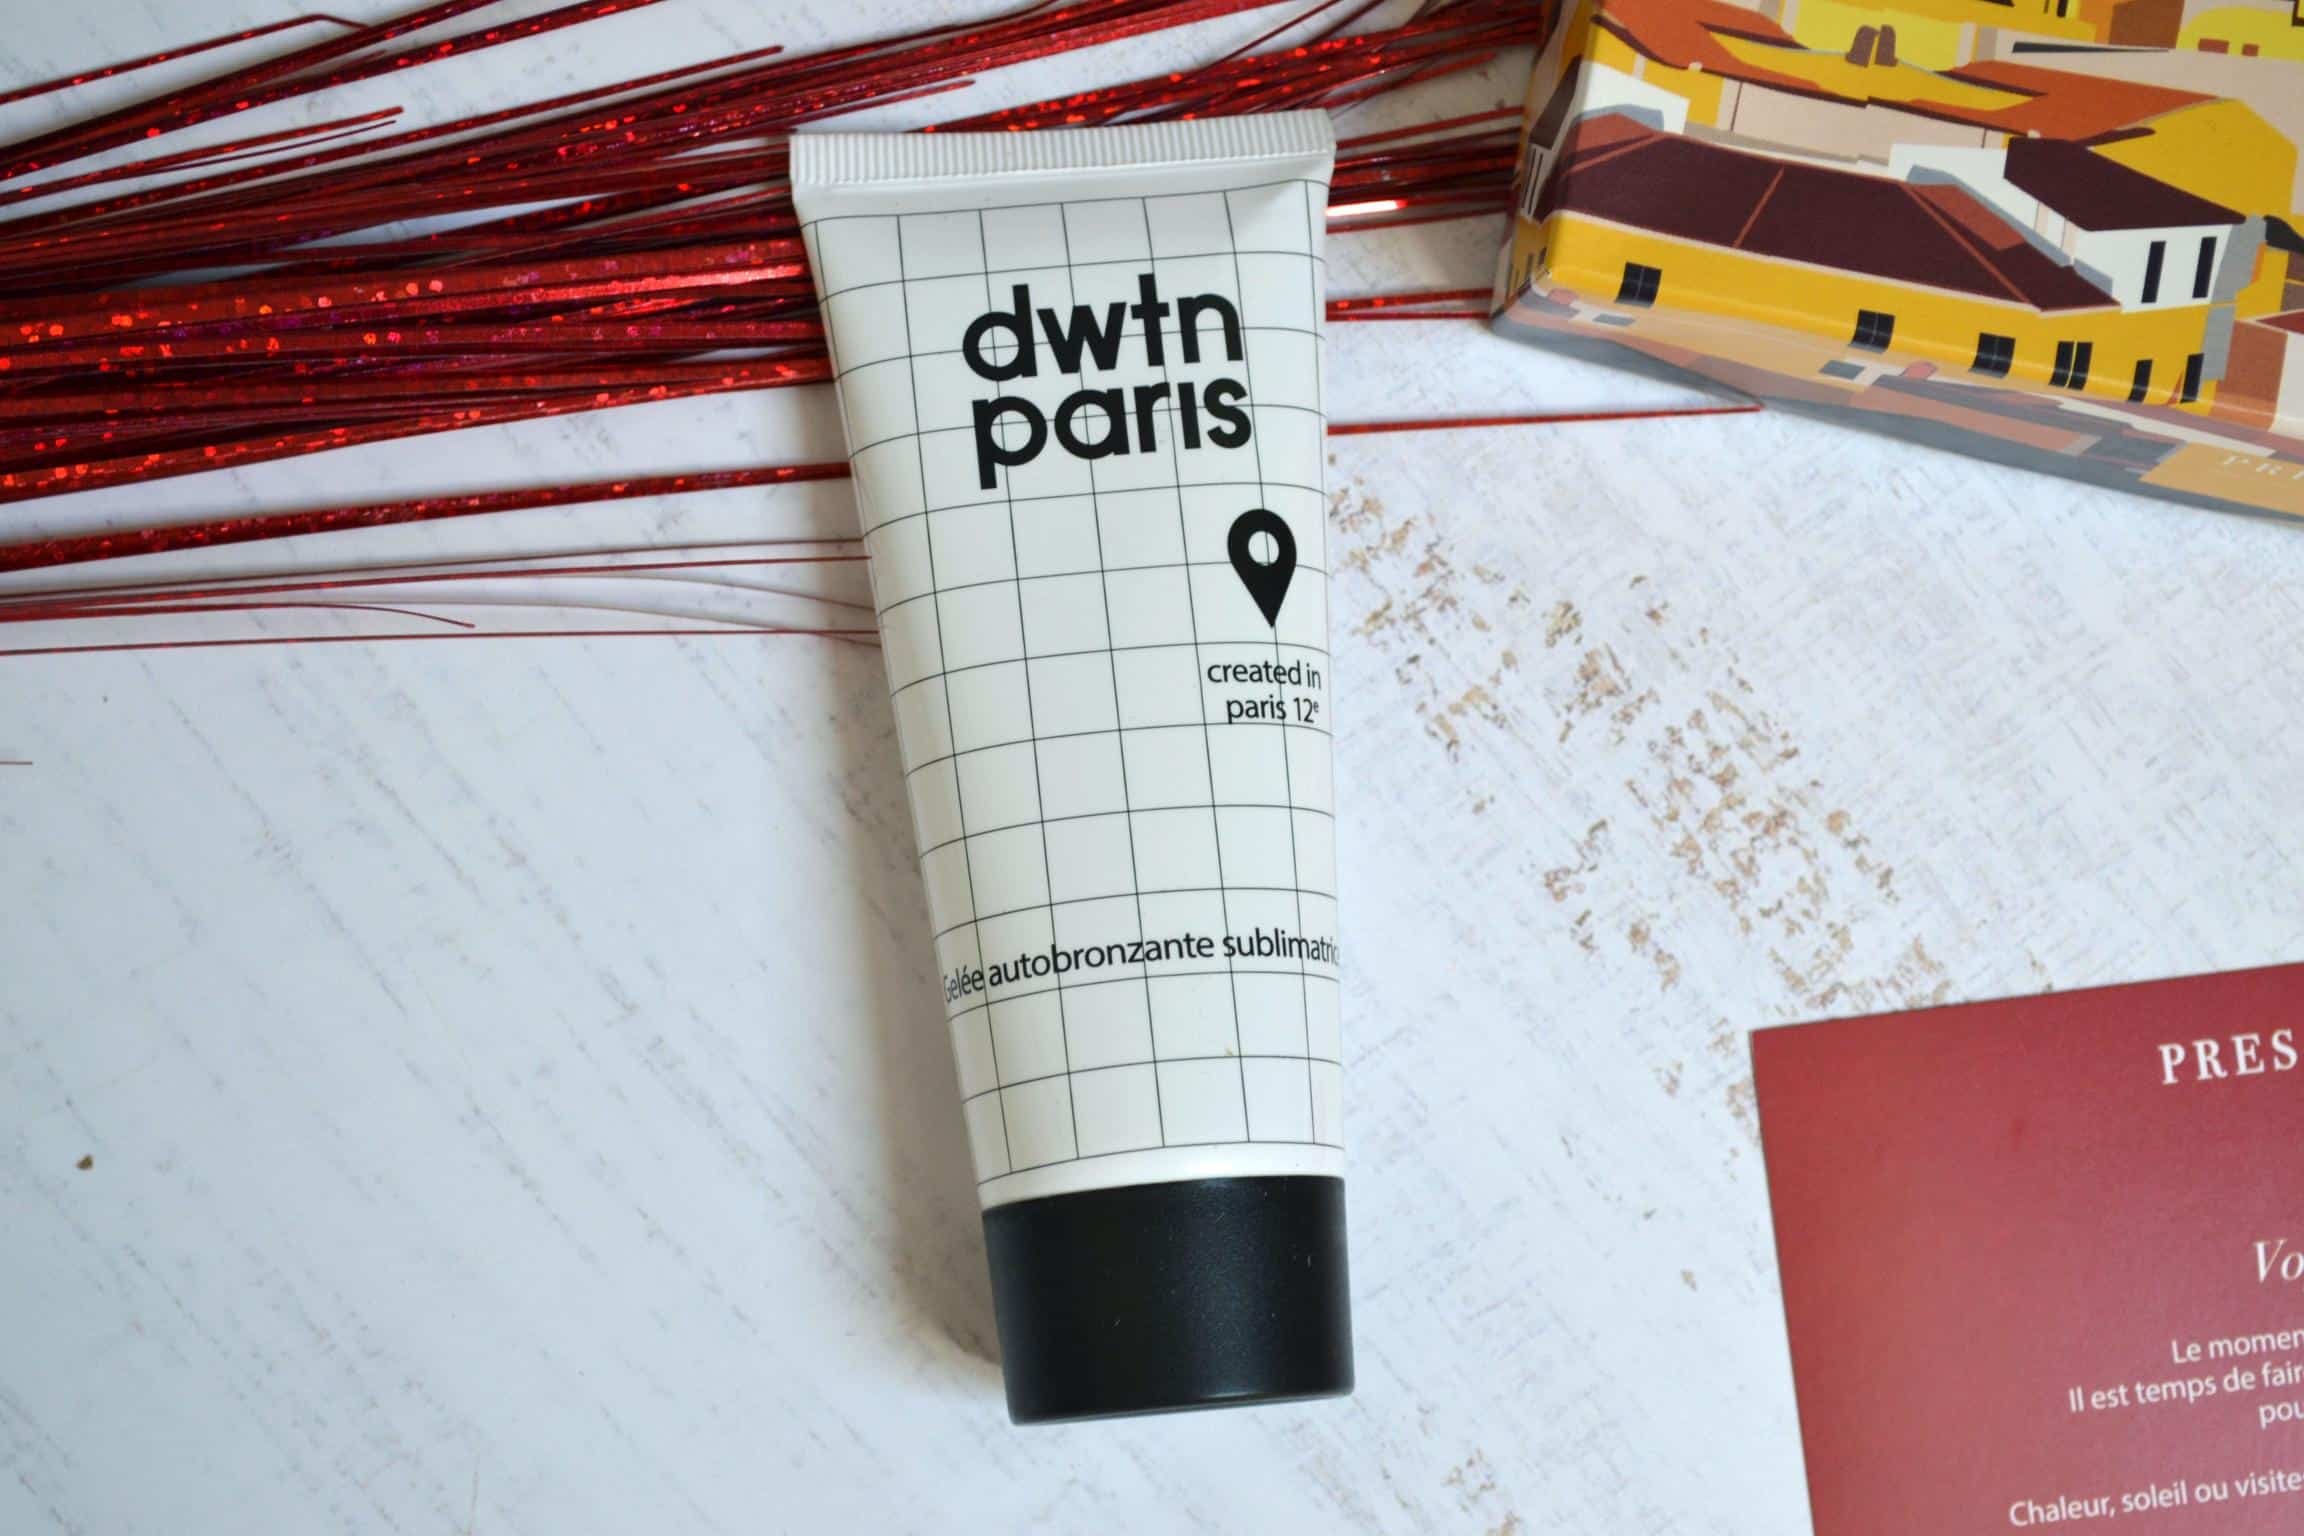 dwtn
paris
created in
paris 12e
Gelée autobronzante
PRES
Vo
Le momen
Il est temps de fair
pou
Chaleur, soleil ou visite